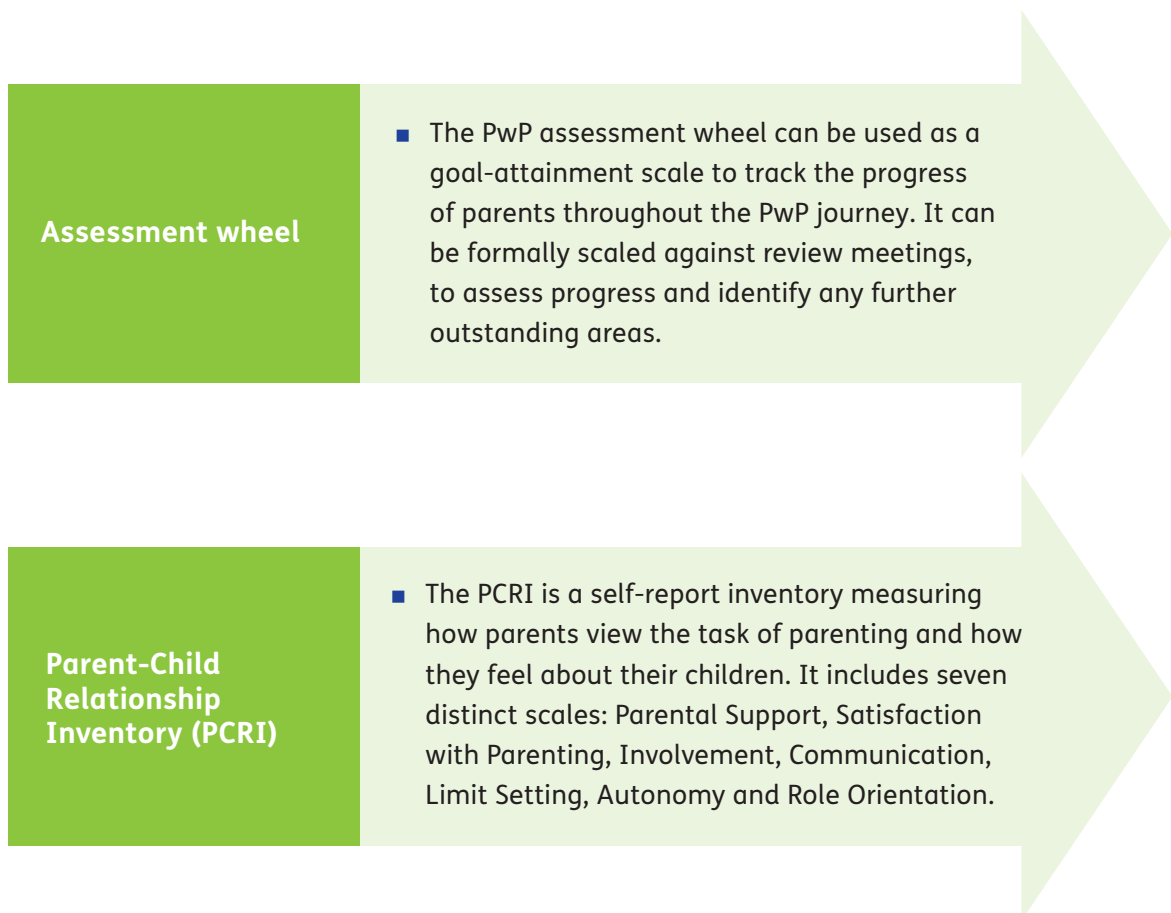 Assessment wheel
■ The PwP assessment wheel can be used as a
goal-attainment scale to track the progress
of parents throughout the PwP journey. It can
be formally scaled against review meetings,
to assess progress and identify any further
outstanding areas.
Parent-Child
Relationship
Inventory (PCRI)
■ The PCRI is a self-report inventory measuring
how parents view the task of parenting and how
they feel about their children. It includes seven
distinct scales: Parental Support, Satisfaction
with Parenting, Involvement, Communication,
Limit Setting, Autonomy and Role Orientation.